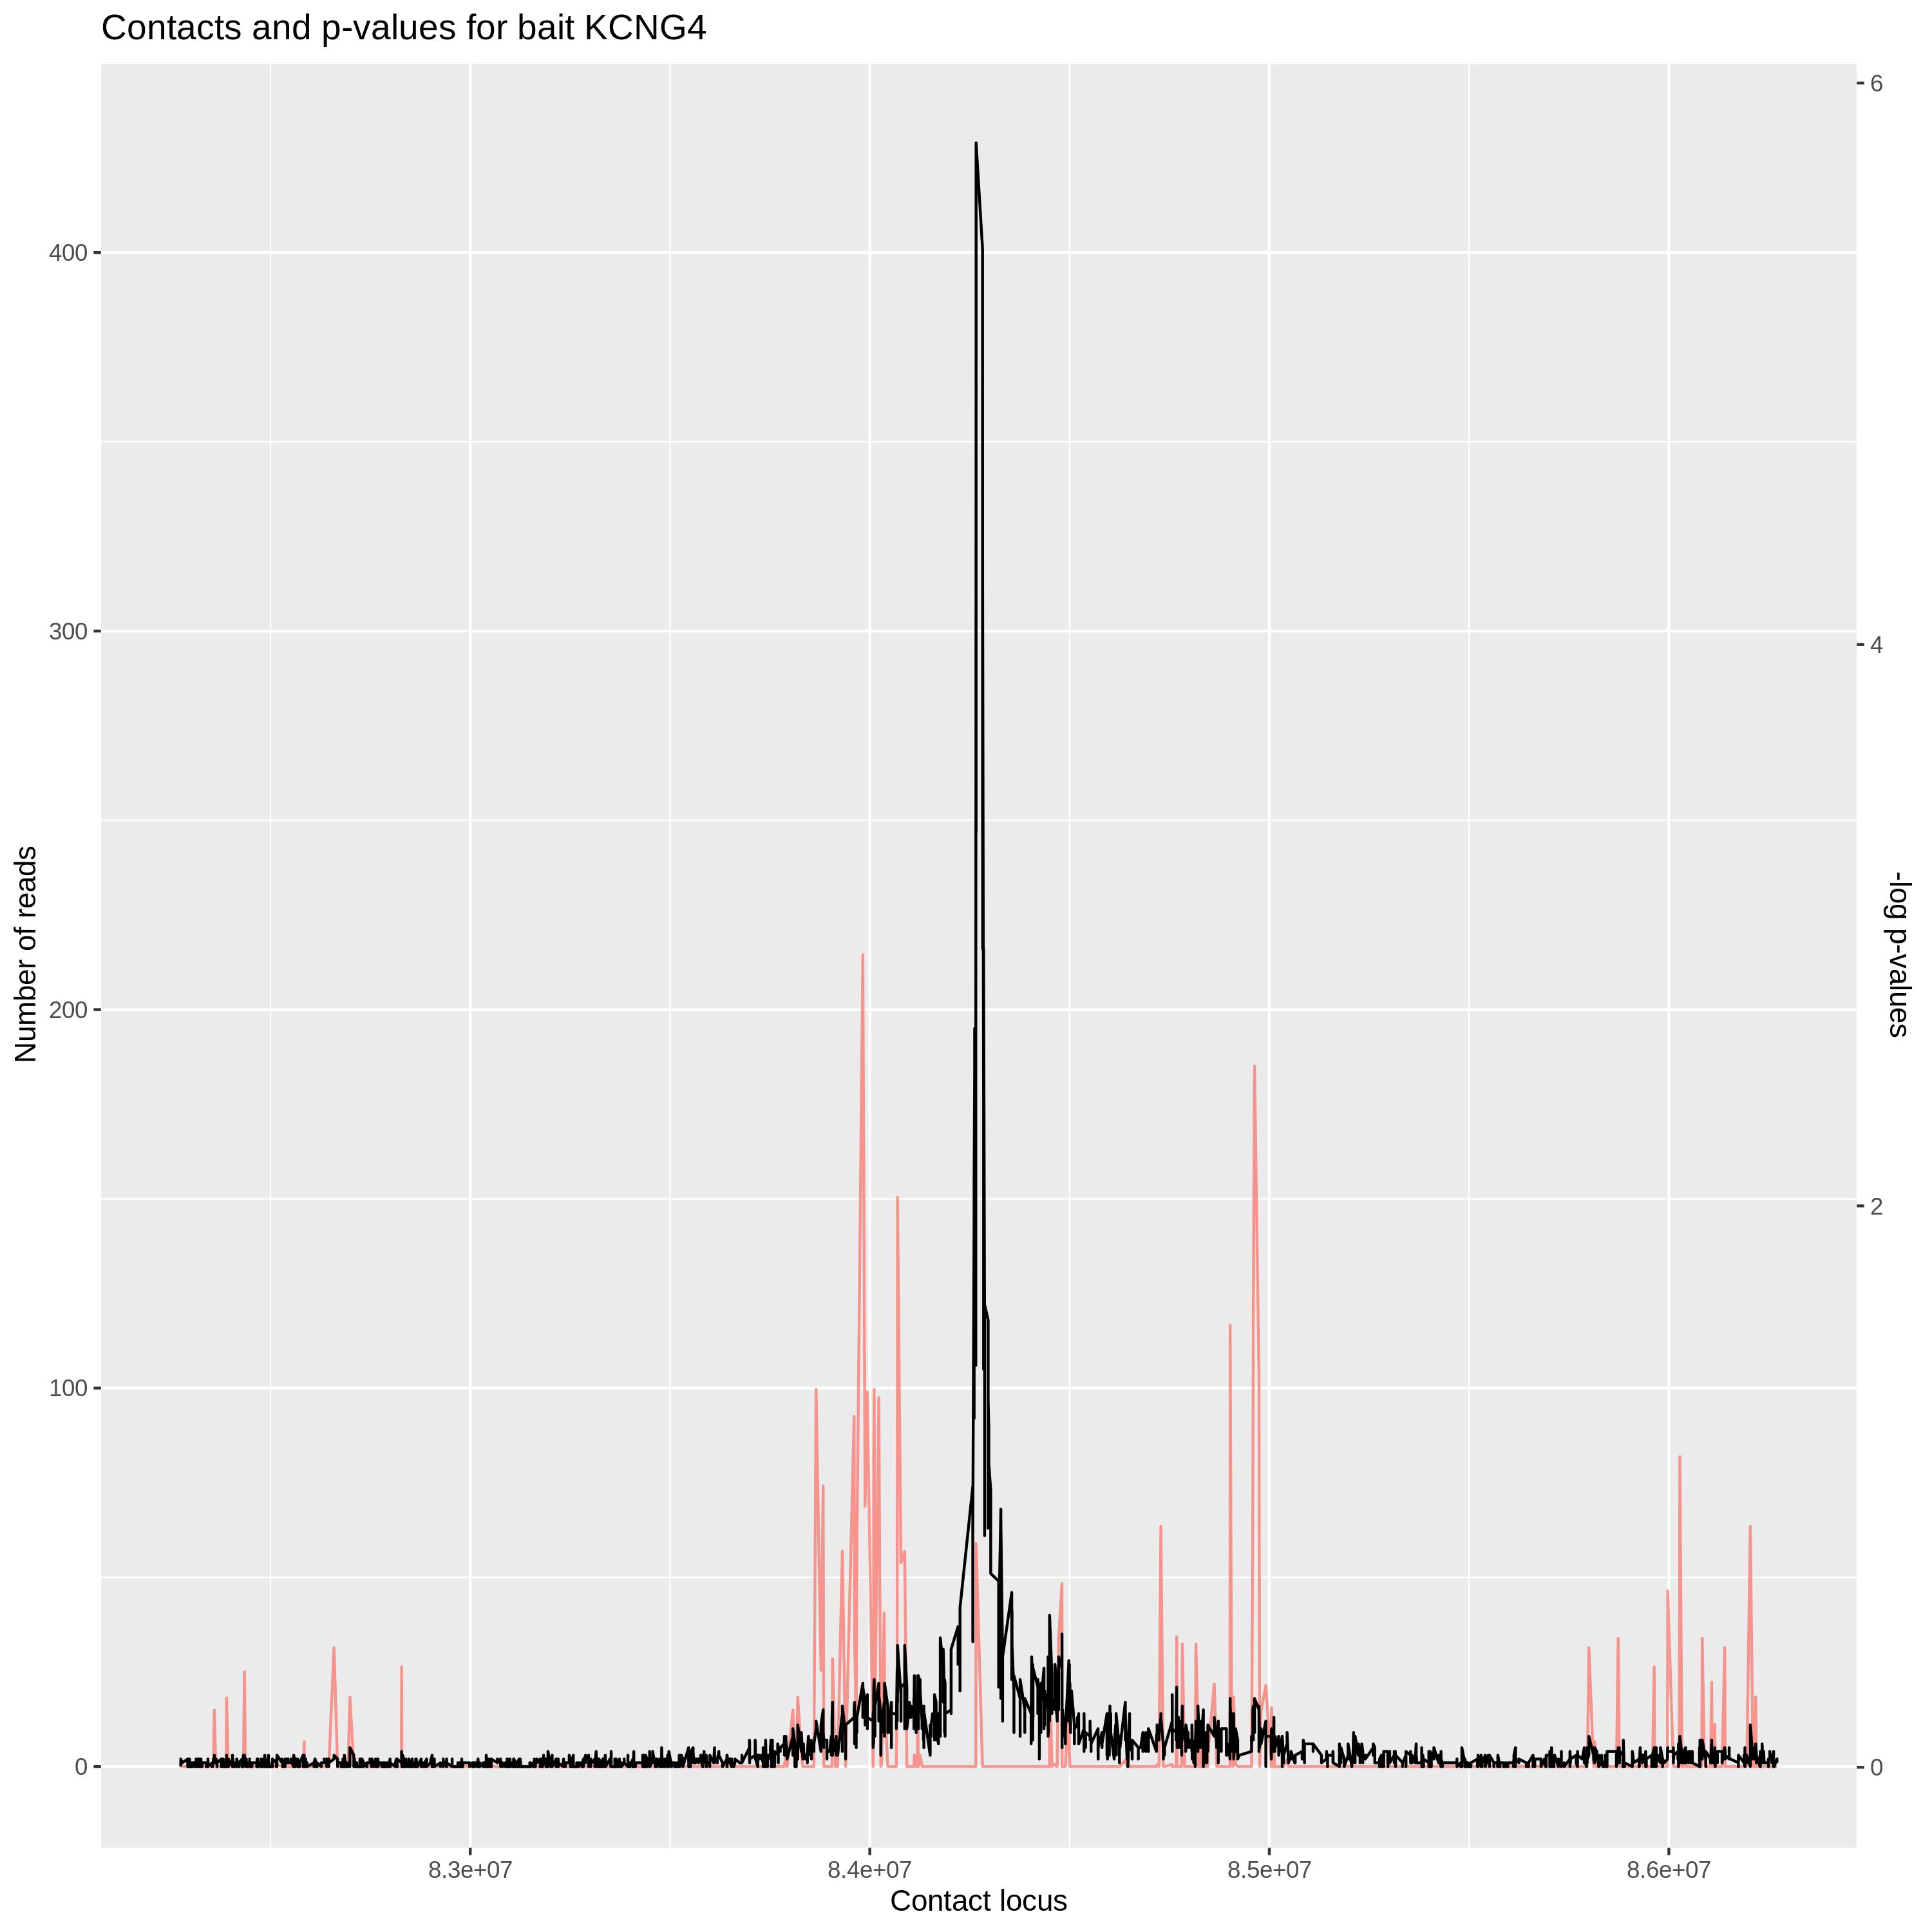 Contacts and p-values for bait KCNG4
6
400
300
4
Number of reads
-log p-values
200
2
100
0
0
8.3e+07
8.4e+07
8.5e+07
8.6e+07
Contact locus